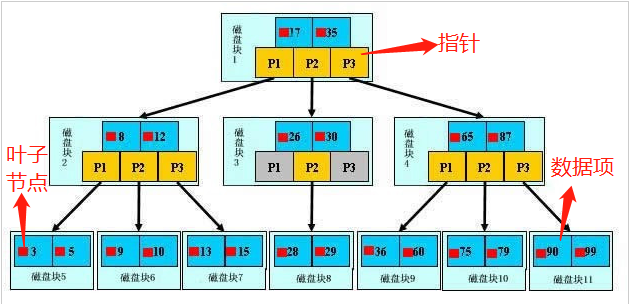 17 35
磁盘块1
P1 P2 P3
指针
8 12
磁盘块2
P1 P2 P3
26 30
磁盘块3
P1 P2 P3
65 87
磁盘块4
P1 P2 P3
叶子
节点
数据项
3 5
磁盘块5
9 10
磁盘块6
13 15
磁盘块7
28 29
磁盘块8
36 60
磁盘块9
75 79
磁盘块10
90 99
磁盘块11